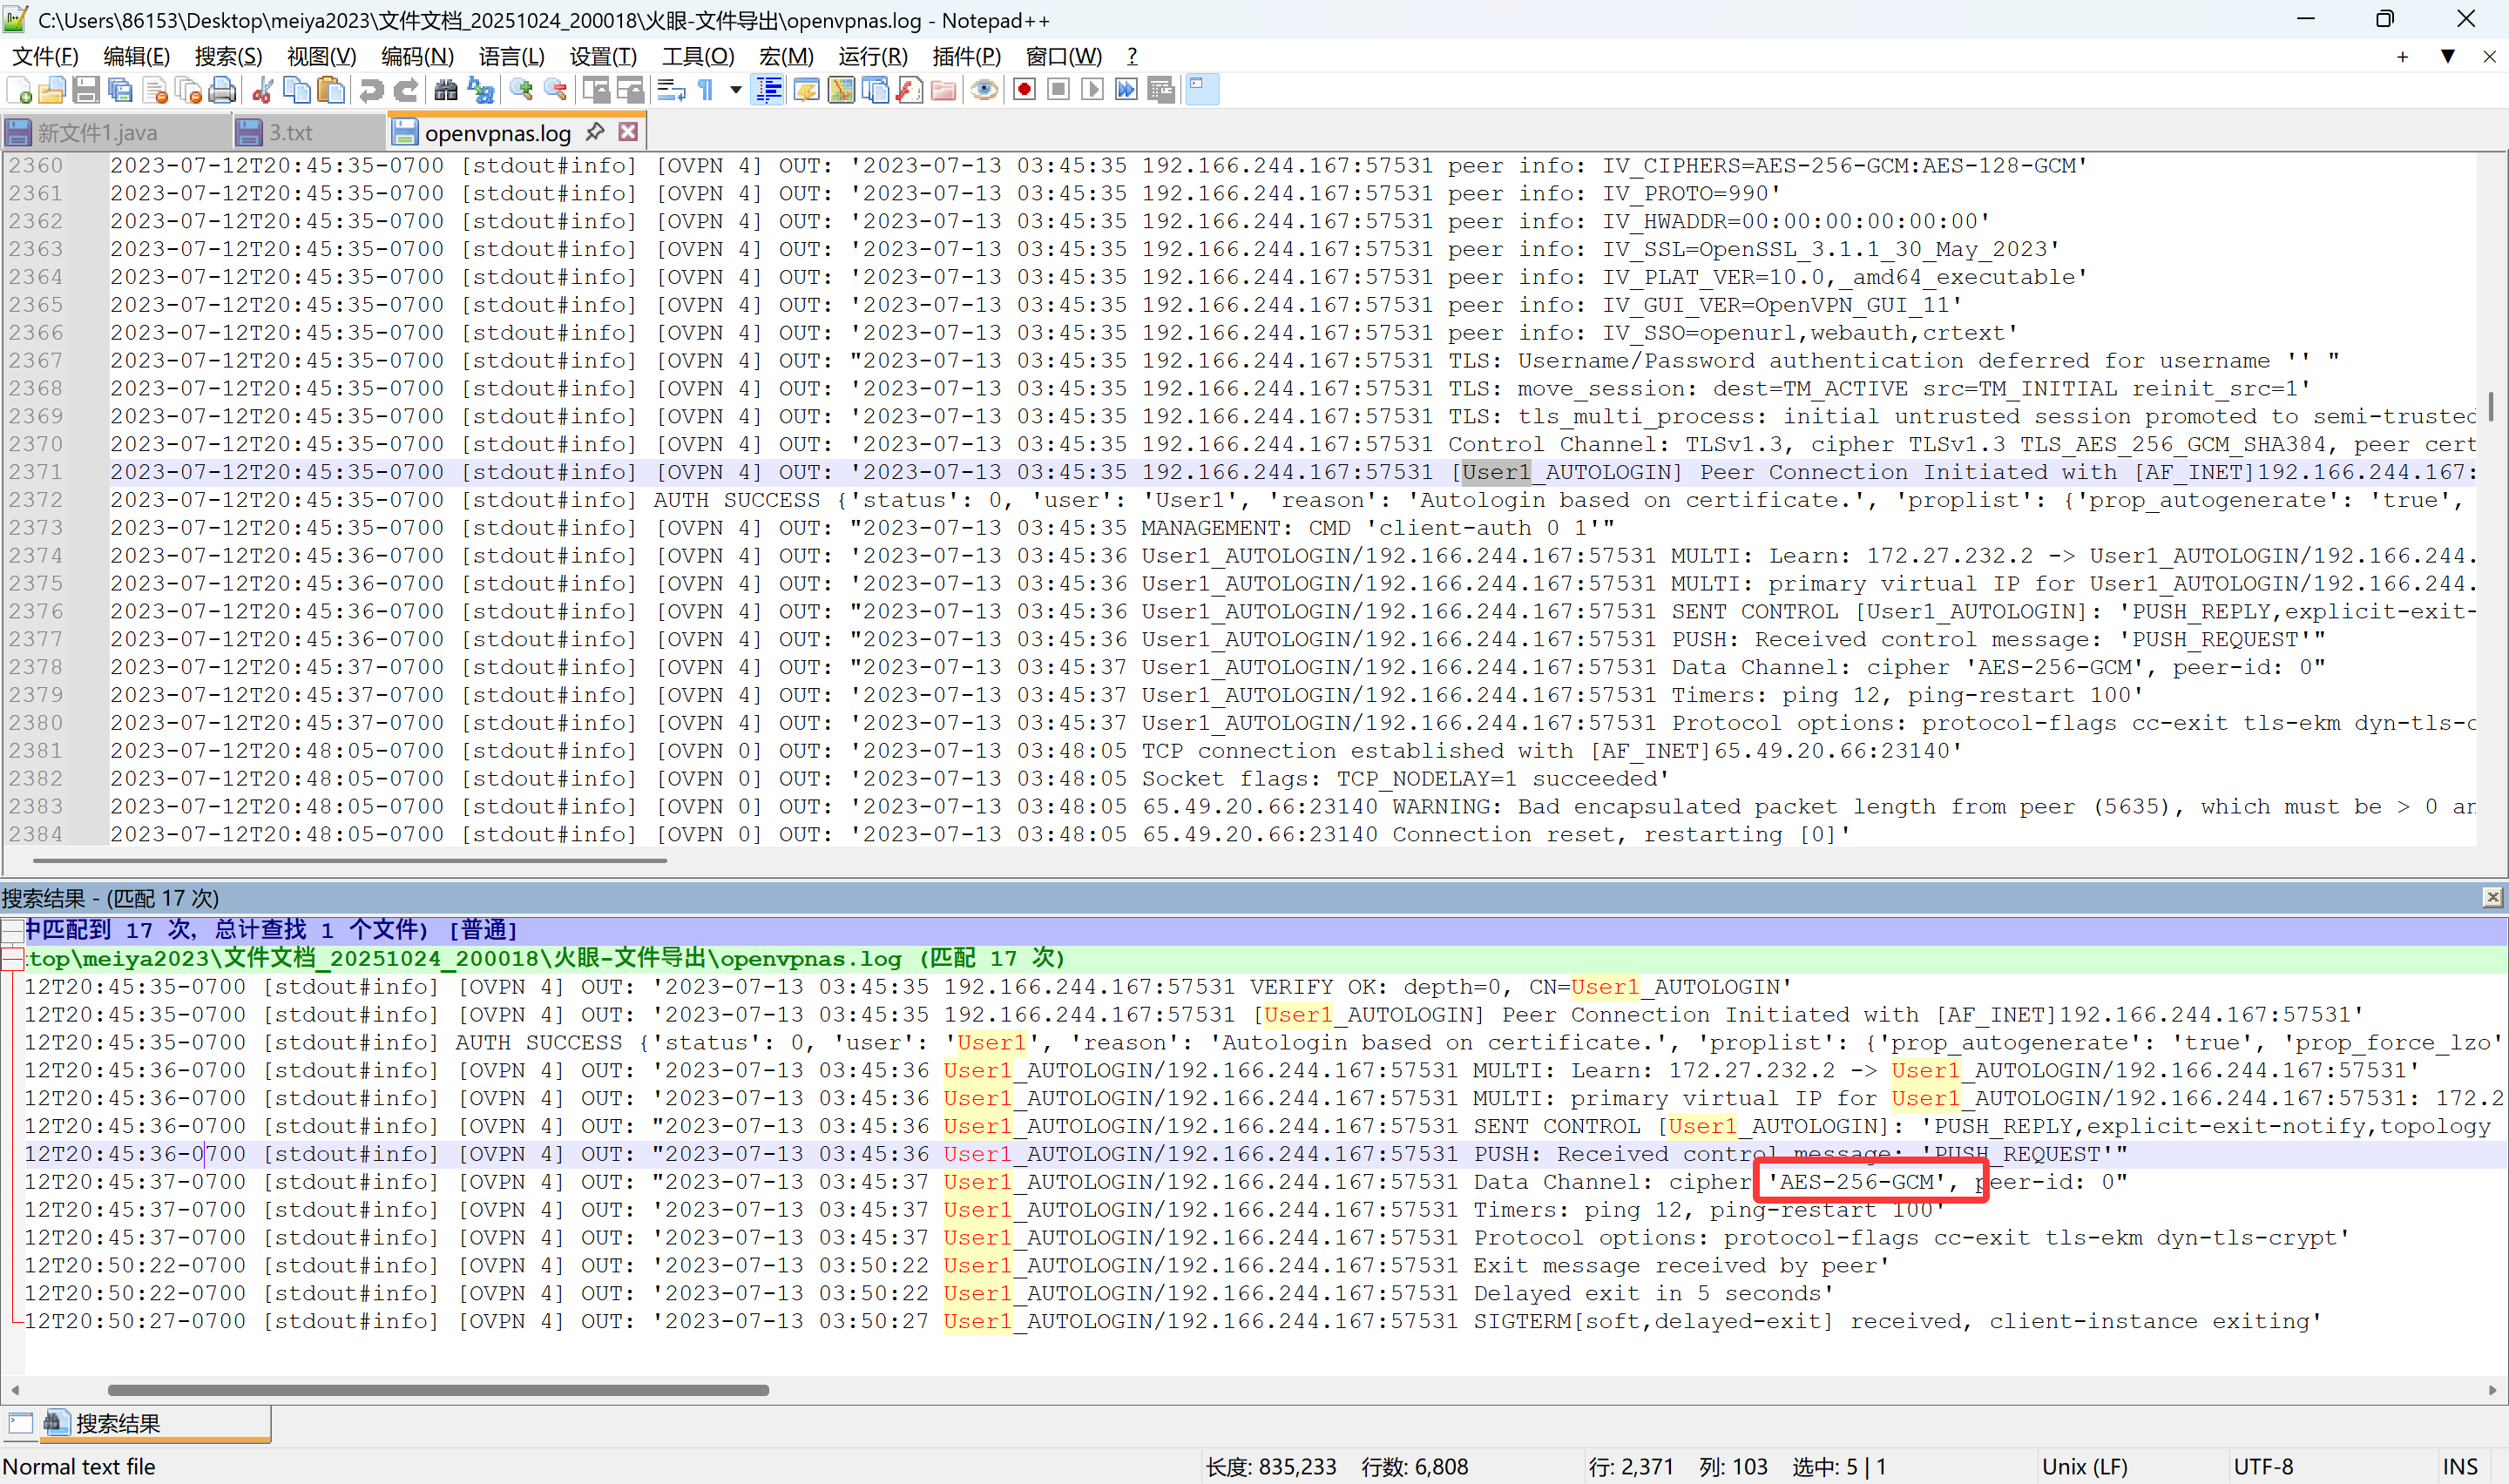 C:\Users\86153\Desktop\meiya2023\文件文档_20251024_200018\火眼-文件导出\openvpnas.log - Notepad++
文件(F) 编辑(E) 搜索(S) 视图(V) 编码(N) 语言(L) 设置(T) 工具(O) 宏(M) 运行(R) 插件(P) 窗口(W) ?
新文件1.java 3.txt openvpnas.log
2360 2023-07-12T20:45:35-0700 [stdout#info] [OVPN 4] OUT: '2023-07-13 03:45:35 192.166.244.167:57531 peer info: IV_CIPHERS=AES-256-GCM:AES-128-GCM'
2361 2023-07-12T20:45:35-0700 [stdout#info] [OVPN 4] OUT: '2023-07-13 03:45:35 192.166.244.167:57531 peer info: IV_PROTO=990'
2362 2023-07-12T20:45:35-0700 [stdout#info] [OVPN 4] OUT: '2023-07-13 03:45:35 192.166.244.167:57531 peer info: IV_HWADDR=00:00:00:00:00:00'
2363 2023-07-12T20:45:35-0700 [stdout#info] [OVPN 4] OUT: '2023-07-13 03:45:35 192.166.244.167:57531 peer info: IV_SSL=OpenSSL_3.1.1_30_May_2023'
2364 2023-07-12T20:45:35-0700 [stdout#info] [OVPN 4] OUT: '2023-07-13 03:45:35 192.166.244.167:57531 peer info: IV_PLAT_VER=10.0,_amd64_executable'
2365 2023-07-12T20:45:35-0700 [stdout#info] [OVPN 4] OUT: '2023-07-13 03:45:35 192.166.244.167:57531 peer info: IV_GUI_VER=OpenVPN_GUI_11'
2366 2023-07-12T20:45:35-0700 [stdout#info] [OVPN 4] OUT: '2023-07-13 03:45:35 192.166.244.167:57531 peer info: IV_SSO=openurl,webauth,crtext'
2367 2023-07-12T20:45:35-0700 [stdout#info] [OVPN 4] OUT: "2023-07-13 03:45:35 192.166.244.167:57531 TLS: Username/Password authentication deferred for username '' "
2368 2023-07-12T20:45:35-0700 [stdout#info] [OVPN 4] OUT: '2023-07-13 03:45:35 192.166.244.167:57531 TLS: move_session: dest=TM_ACTIVE src=TM_INITIAL reinit_src=1'
2369 2023-07-12T20:45:35-0700 [stdout#info] [OVPN 4] OUT: '2023-07-13 03:45:35 192.166.244.167:57531 TLS: tls_multi_process: initial untrusted session promoted to semi-trusted
2370 2023-07-12T20:45:35-0700 [stdout#info] [OVPN 4] OUT: '2023-07-13 03:45:35 192.166.244.167:57531 Control Channel: TLSv1.3, cipher TLSv1.3 TLS_AES_256_GCM_SHA384, peer cert
2371 2023-07-12T20:45:35-0700 [stdout#info] [OVPN 4] OUT: '2023-07-13 03:45:35 192.166.244.167:57531 [User1_AUTOLOGIN] Peer Connection Initiated with [AF_INET]192.166.244.167:
2372 2023-07-12T20:45:35-0700 [stdout#info] AUTH SUCCESS {'status': 0, 'user': 'User1', 'reason': 'Autologin based on certificate.', 'proplist': {'prop_autogenerate': 'true',
2373 2023-07-12T20:45:35-0700 [stdout#info] [OVPN 4] OUT: "2023-07-13 03:45:35 MANAGEMENT: CMD 'client-auth 0 1'"
2374 2023-07-12T20:45:36-0700 [stdout#info] [OVPN 4] OUT: '2023-07-13 03:45:36 User1_AUTOLOGIN/192.166.244.167:57531 MULTI: Learn: 172.27.232.2 -> User1_AUTOLOGIN/192.166.244.
2375 2023-07-12T20:45:36-0700 [stdout#info] [OVPN 4] OUT: '2023-07-13 03:45:36 User1_AUTOLOGIN/192.166.244.167:57531 MULTI: primary virtual IP for User1_AUTOLOGIN/192.166.244.
2376 2023-07-12T20:45:36-0700 [stdout#info] [OVPN 4] OUT: "2023-07-13 03:45:36 User1_AUTOLOGIN/192.166.244.167:57531 SENT CONTROL [User1_AUTOLOGIN]: 'PUSH_REPLY,explicit-exit-
2377 2023-07-12T20:45:36-0700 [stdout#info] [OVPN 4] OUT: "2023-07-13 03:45:36 User1_AUTOLOGIN/192.166.244.167:57531 PUSH: Received control message: 'PUSH_REQUEST'"
2378 2023-07-12T20:45:37-0700 [stdout#info] [OVPN 4] OUT: "2023-07-13 03:45:37 User1_AUTOLOGIN/192.166.244.167:57531 Data Channel: cipher 'AES-256-GCM', peer-id: 0"
2379 2023-07-12T20:45:37-0700 [stdout#info] [OVPN 4] OUT: '2023-07-13 03:45:37 User1_AUTOLOGIN/192.166.244.167:57531 Timers: ping 12, ping-restart 100'
2380 2023-07-12T20:45:37-0700 [stdout#info] [OVPN 4] OUT: '2023-07-13 03:45:37 User1_AUTOLOGIN/192.166.244.167:57531 Protocol options: protocol-flags cc-exit tls-ekm dyn-tls-c
2381 2023-07-12T20:48:05-0700 [stdout#info] [OVPN 0] OUT: '2023-07-13 03:48:05 TCP connection established with [AF_INET]65.49.20.66:23140'
2382 2023-07-12T20:48:05-0700 [stdout#info] [OVPN 0] OUT: '2023-07-13 03:48:05 Socket flags: TCP_NODELAY=1 succeeded'
2383 2023-07-12T20:48:05-0700 [stdout#info] [OVPN 0] OUT: '2023-07-13 03:48:05 65.49.20.66:23140 WARNING: Bad encapsulated packet length from peer (5635), which must be > 0 an
2384 2023-07-12T20:48:05-0700 [stdout#info] [OVPN 0] OUT: '2023-07-13 03:48:05 65.49.20.66:23140 Connection reset, restarting [0]'
搜索结果 - (匹配 17 次)
中匹配到 17 次, 总计查找 1 个文件) [普通]
top\meiya2023\文件文档_20251024_200018\火眼-文件导出\openvpnas.log (匹配 17 次)
12T20:45:35-0700 [stdout#info] [OVPN 4] OUT: '2023-07-13 03:45:35 192.166.244.167:57531 VERIFY OK: depth=0, CN=User1_AUTOLOGIN'
12T20:45:35-0700 [stdout#info] [OVPN 4] OUT: '2023-07-13 03:45:35 192.166.244.167:57531 [User1_AUTOLOGIN] Peer Connection Initiated with [AF_INET]192.166.244.167:57531'
12T20:45:35-0700 [stdout#info] AUTH SUCCESS {'status': 0, 'user': 'User1', 'reason': 'Autologin based on certificate.', 'proplist': {'prop_autogenerate': 'true', 'prop_force_lzo'
12T20:45:36-0700 [stdout#info] [OVPN 4] OUT: '2023-07-13 03:45:36 User1_AUTOLOGIN/192.166.244.167:57531 MULTI: Learn: 172.27.232.2 -> User1_AUTOLOGIN/192.166.244.167:57531'
12T20:45:36-0700 [stdout#info] [OVPN 4] OUT: '2023-07-13 03:45:36 User1_AUTOLOGIN/192.166.244.167:57531 MULTI: primary virtual IP for User1_AUTOLOGIN/192.166.244.167:57531: 172.2
12T20:45:36-0700 [stdout#info] [OVPN 4] OUT: "2023-07-13 03:45:36 User1_AUTOLOGIN/192.166.244.167:57531 SENT CONTROL [User1_AUTOLOGIN]: 'PUSH_REPLY,explicit-exit-notify,topology
12T20:45:36-0700 [stdout#info] [OVPN 4] OUT: "2023-07-13 03:45:36 User1_AUTOLOGIN/192.166.244.167:57531 PUSH: Received control message: 'PUSH_REQUEST'"
12T20:45:37-0700 [stdout#info] [OVPN 4] OUT: "2023-07-13 03:45:37 User1_AUTOLOGIN/192.166.244.167:57531 Data Channel: cipher 'AES-256-GCM', peer-id: 0"
12T20:45:37-0700 [stdout#info] [OVPN 4] OUT: '2023-07-13 03:45:37 User1_AUTOLOGIN/192.166.244.167:57531 Timers: ping 12, ping-restart 100'
12T20:45:37-0700 [stdout#info] [OVPN 4] OUT: '2023-07-13 03:45:37 User1_AUTOLOGIN/192.166.244.167:57531 Protocol options: protocol-flags cc-exit tls-ekm dyn-tls-crypt'
12T20:50:22-0700 [stdout#info] [OVPN 4] OUT: '2023-07-13 03:50:22 User1_AUTOLOGIN/192.166.244.167:57531 Exit message received by peer'
12T20:50:22-0700 [stdout#info] [OVPN 4] OUT: '2023-07-13 03:50:22 User1_AUTOLOGIN/192.166.244.167:57531 Delayed exit in 5 seconds'
12T20:50:27-0700 [stdout#info] [OVPN 4] OUT: '2023-07-13 03:50:27 User1_AUTOLOGIN/192.166.244.167:57531 SIGTERM[soft,delayed-exit] received, client-instance exiting'
搜索结果
Normal text file 长度: 835,233 行数: 6,808 行: 2,371 列: 103 选中: 5 | 1 Unix (LF) UTF-8 INS